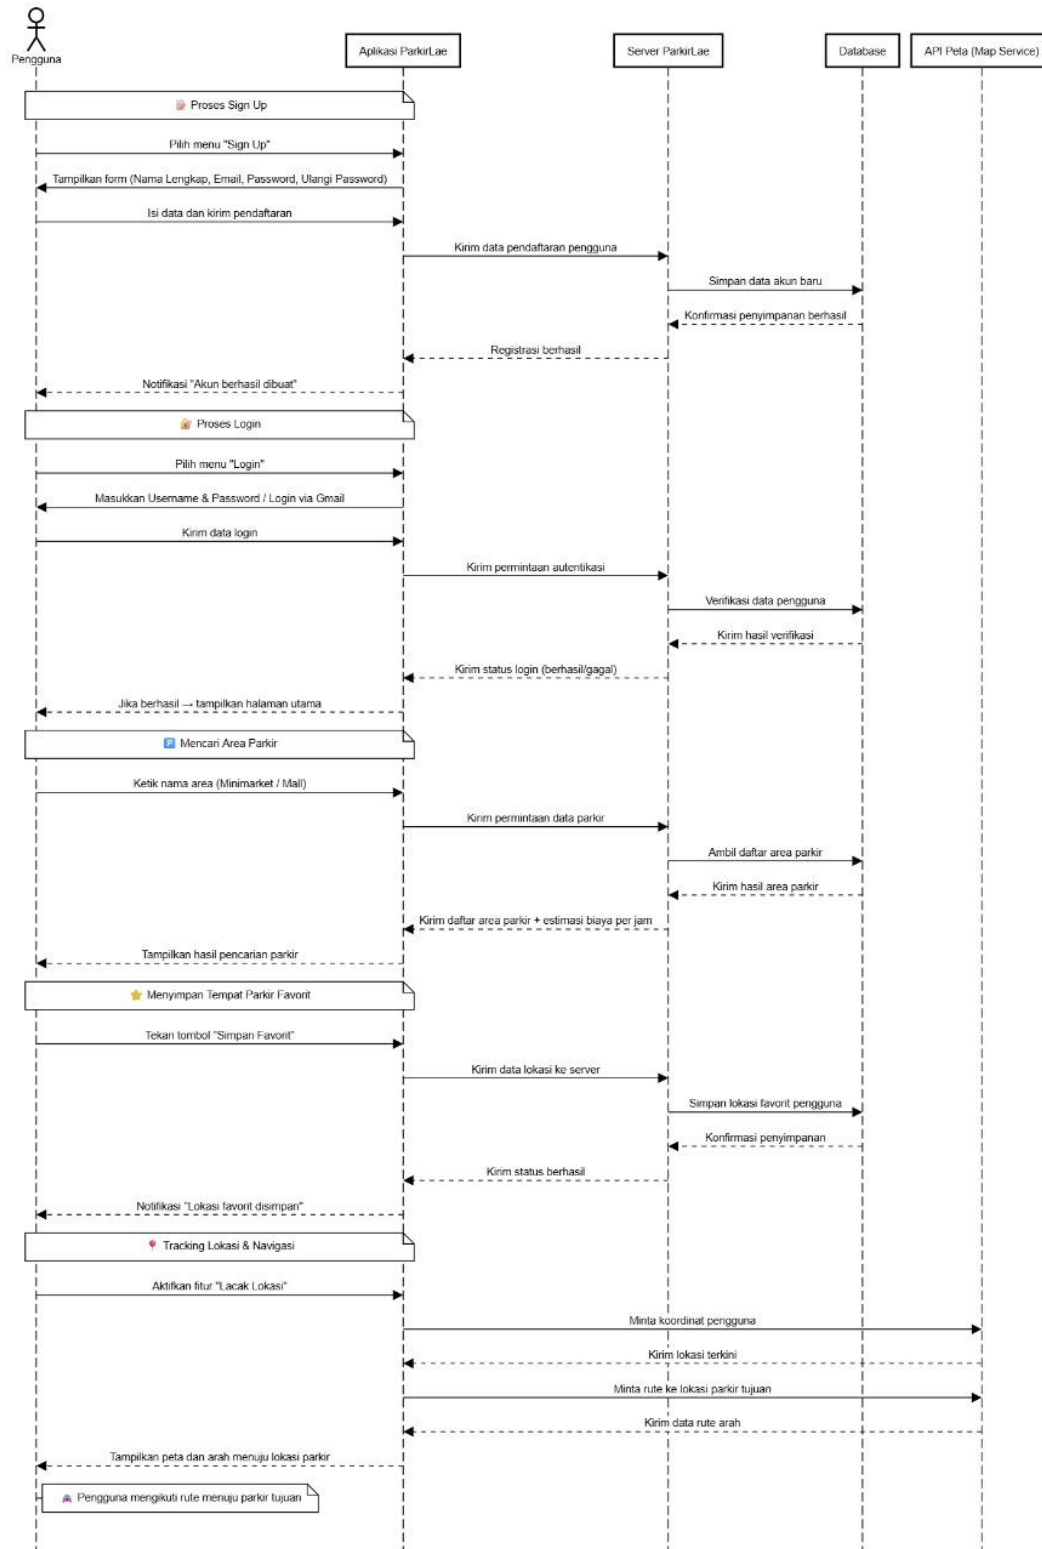 Pengguna
Aplikasi ParkirLae
Server ParkirLae
Database
API Peta (Map Service)
Proses Sign Up
Pilih menu "Sign Up"
Tampilkan form (Nama Lengkap, Email, Password, Ulangi Password)
Isi data dan kirim pendaftaran
Kirim data pendaftaran pengguna
Simpan data akun baru
Konfirmasi penyimpanan berhasil
Registrasi berhasil
Notifikasi "Akun berhasil dibuat"
Proses Login
Pilih menu "Login"
Masukkan Username & Password / Login via Gmail
Kirim data login
Kirim permintaan autentikasi
Verifikasi data pengguna
Kirim hasil verifikasi
Kirim status login (berhasil/gagal)
Jika berhasil → tampilkan halaman utama
🅿️ Mencari Area Parkir
Ketik nama area (Minimarket / Mall)
Kirim permintaan data parkir
Ambil daftar area parkir
Kirim hasil area parkir
Kirim daftar area parkir + estimasi biaya per jam
Tampilkan hasil pencarian parkir
⭐ Menyimpan Tempat Parkir Favorit
Tekan tombol "Simpan Favorit"
Kirim data lokasi ke server
Simpan lokasi favorit pengguna
Konfirmasi penyimpanan
Kirim status berhasil
Notifikasi "Lokasi favorit disimpan"
📍 Tracking Lokasi & Navigasi
Aktifkan fitur "Lacak Lokasi"
Minta koordinat pengguna
Kirim lokasi terkini
Minta rute ke lokasi parkir tujuan
Kirim data rute arah
Tampilkan peta dan arah menuju lokasi parkir
Pengguna mengikuti rute menuju parkir tujuan